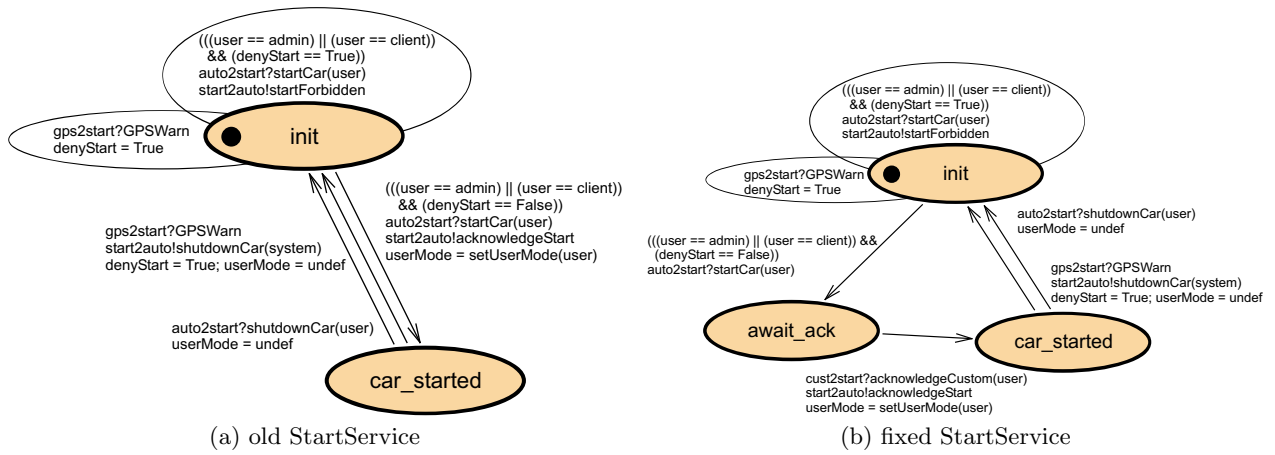 (((user == admin) || (user == client))
&& (denyStart == True))
auto2start?startCar(user)
start2auto!startForbidden
gps2start?GPSWarn
denyStart = True
init
(((user == admin) || (user == client))
&& (denyStart == False))
auto2start?startCar(user)
start2auto!acknowledgeStart
userMode = setUserMode(user)
gps2start?GPSWarn
start2auto!shutdownCar(system)
denyStart = True; userMode = undef
auto2start?shutdownCar(user)
userMode = undef
car_started
(a) old StartService
(((user == admin) || (user == client))
&& (denyStart == True))
auto2start?startCar(user)
start2auto!startForbidden
gps2start?GPSWarn
denyStart = True
init
auto2start?shutdownCar(user)
userMode = undef
(((user == admin) || (user == client)) &&
(denyStart == False))
auto2start?startCar(user)
gps2start?GPSWarn
start2auto!shutdownCar(system)
denyStart = True; userMode = undef
await_ack
car_started
cust2start?acknowledgeCustom(user)
start2auto!acknowledgeStart
userMode = setUserMode(user)
(b) fixed StartService